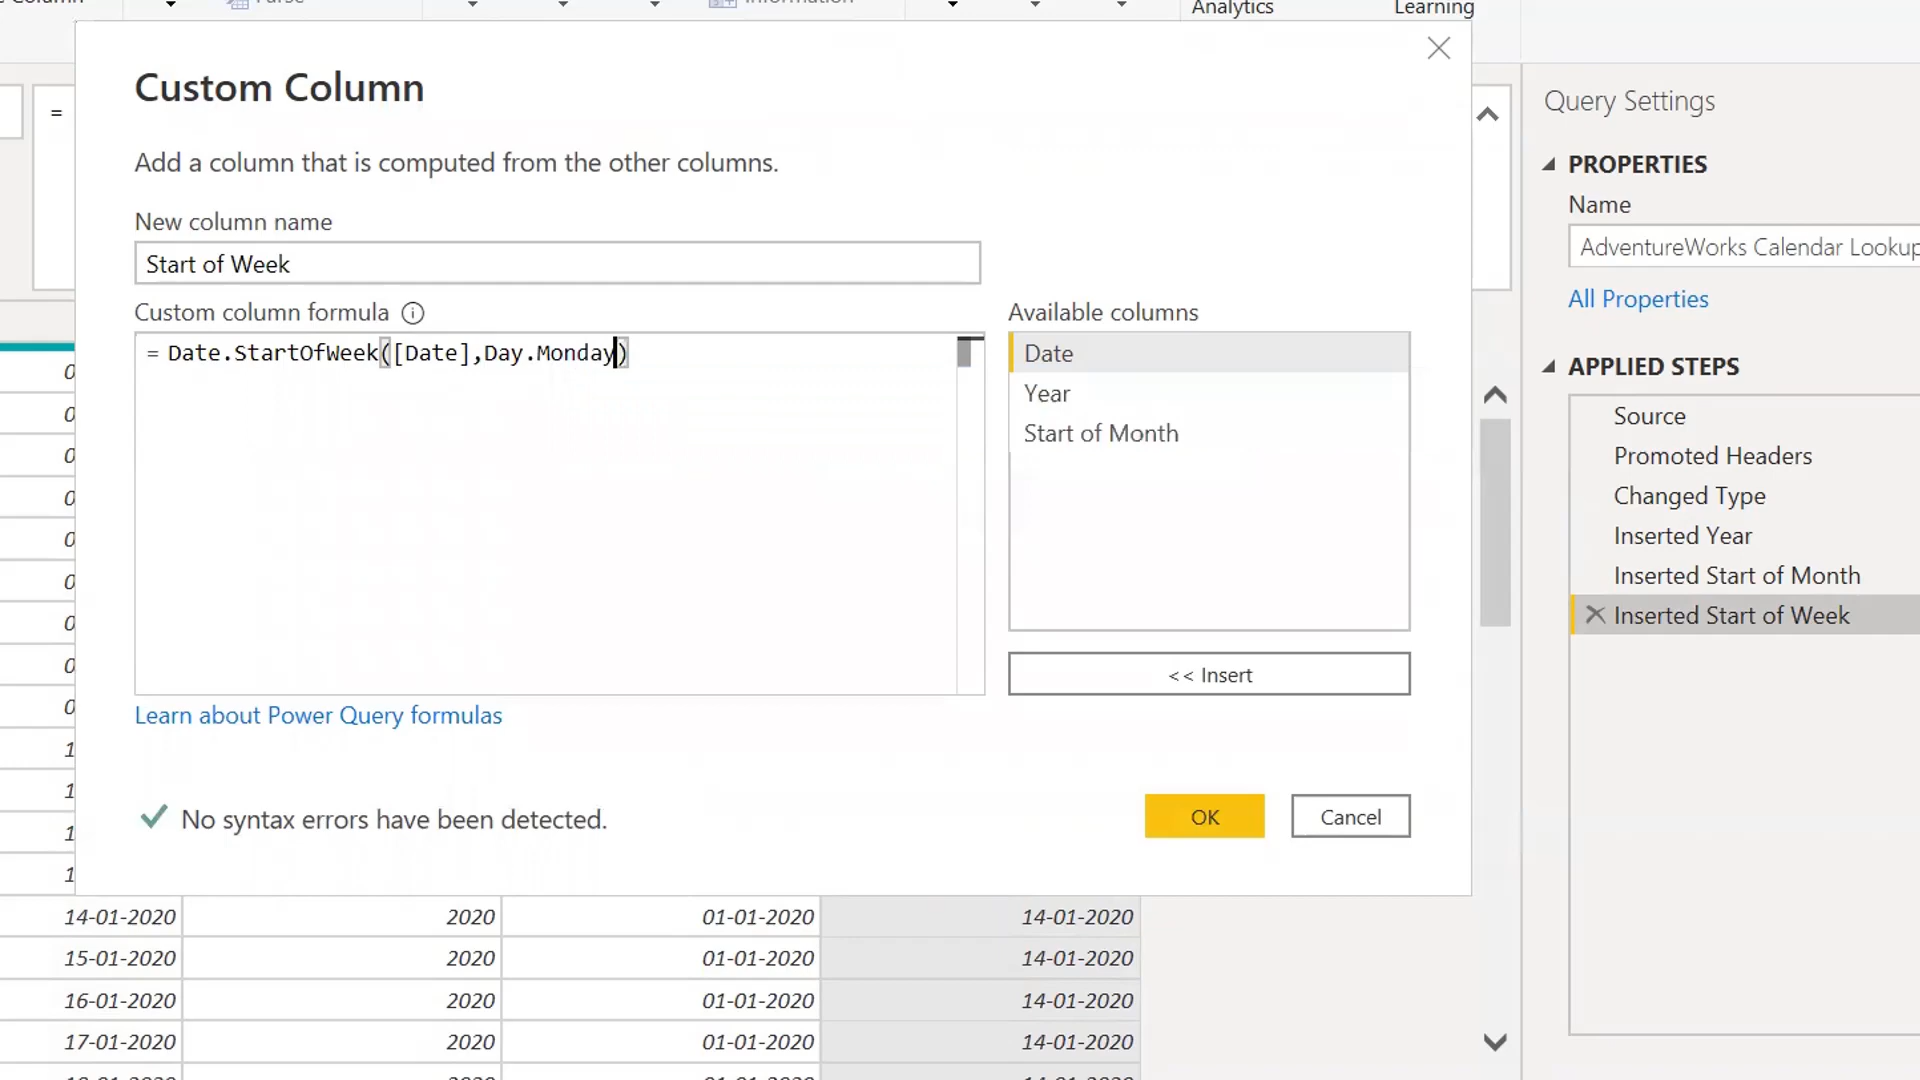 Analytics
Learning
Custom Column
Add a column that is computed from the other columns.
New column name
Start of Week
Custom column formula
= Date.StartOfWeek([Date],Day.Monday)
Available columns
Date
Year
Start of Month
<< Insert
Learn about Power Query formulas
No syntax errors have been detected.
OK
Cancel
=
Query Settings
PROPERTIES
Name
AdventureWorks Calendar Lookup
All Properties
APPLIED STEPS
Source
Promoted Headers
Changed Type
Inserted Year
Inserted Start of Month
Inserted Start of Week
14-01-2020 2020 01-01-2020 14-01-2020
15-01-2020 2020 01-01-2020 14-01-2020
16-01-2020 2020 01-01-2020 14-01-2020
17-01-2020 2020 01-01-2020 14-01-2020